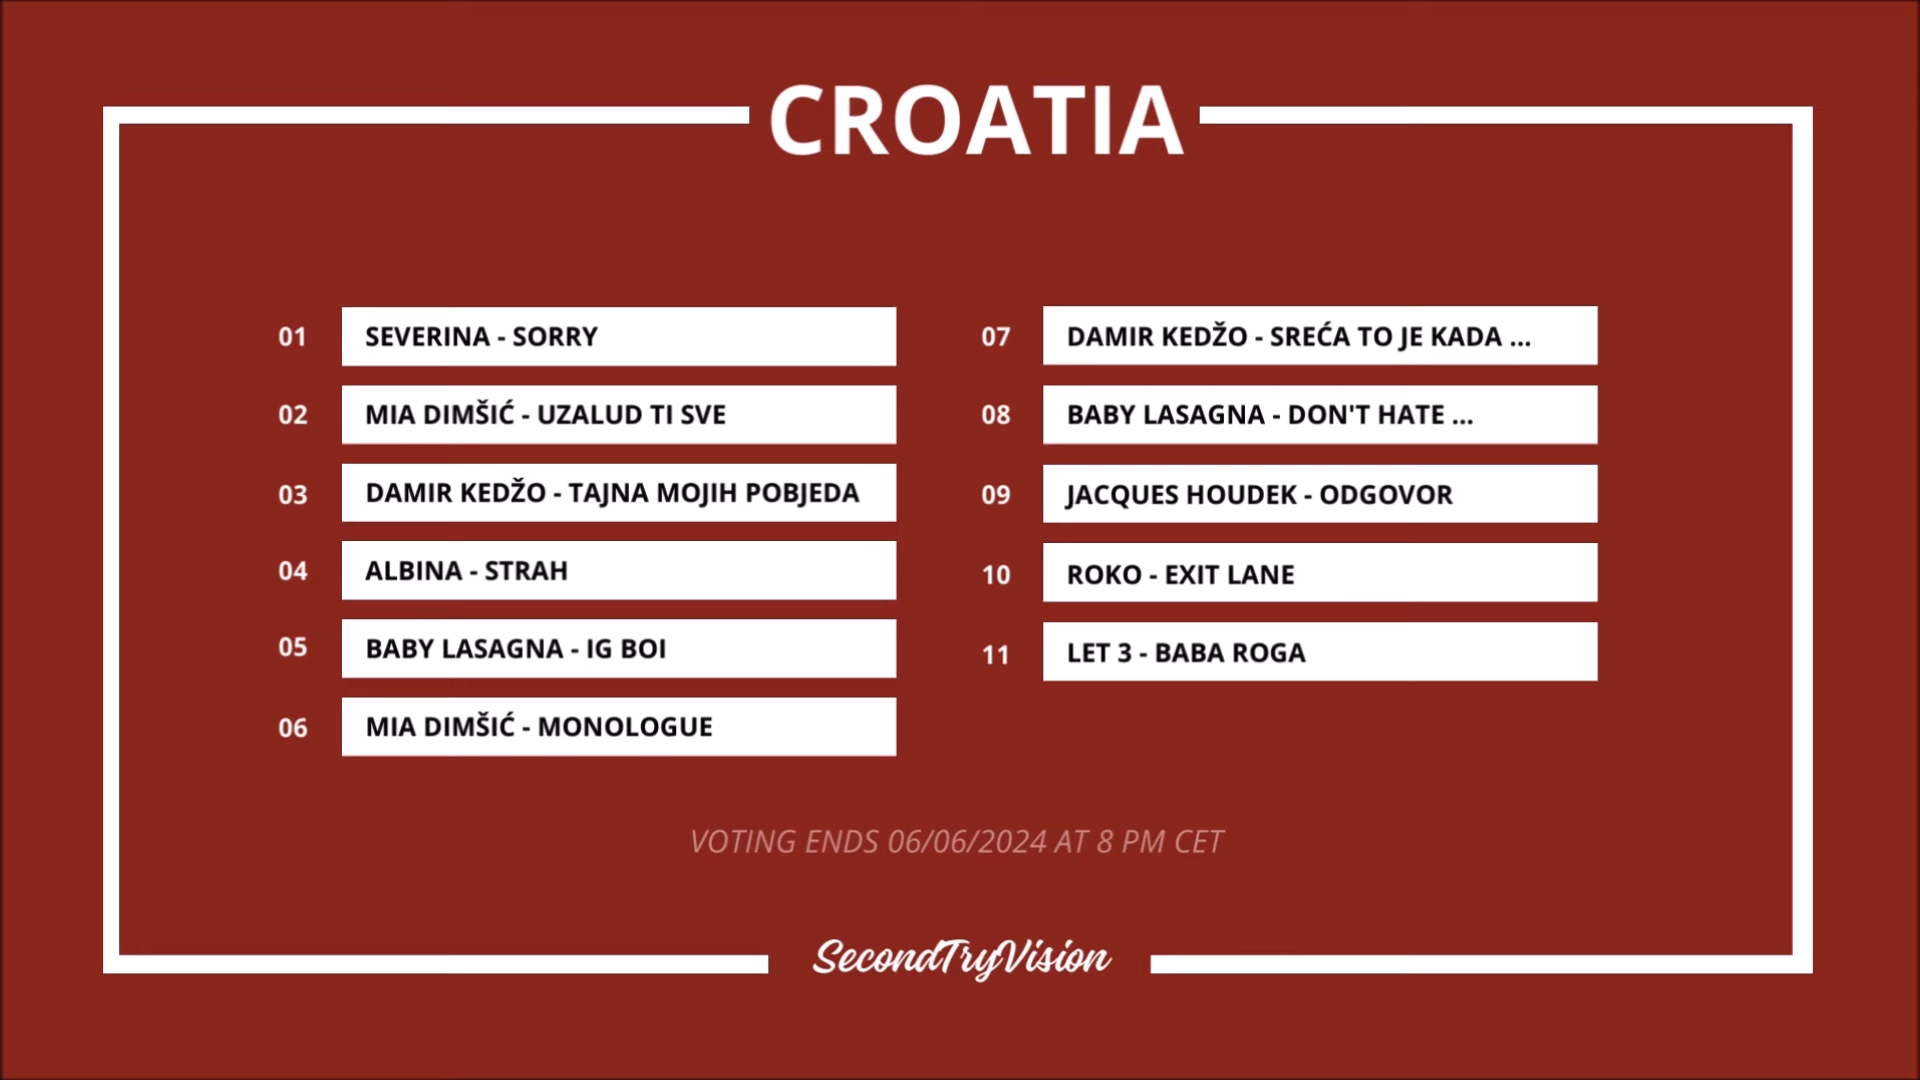 CROATIA
01 SEVERINA - SORRY
02 MIA DIMŠIĆ - UZALUD TI SVE
03 DAMIR KEDŽO - TAJNA MOJIH POBJEDA
04 ALBINA - STRAH
05 BABY LASAGNA - IG BOI
06 MIA DIMŠIĆ - MONOLOGUE
07 DAMIR KEDŽO - SREĆA TO JE KADA ...
08 BABY LASAGNA - DON'T HATE ...
09 JACQUES HOUDEK - ODGOVOR
10 ROKO - EXIT LANE
11 LET 3 - BABA ROGA
VOTING ENDS 06/06/2024 AT 8 PM CET
SecondTryVision